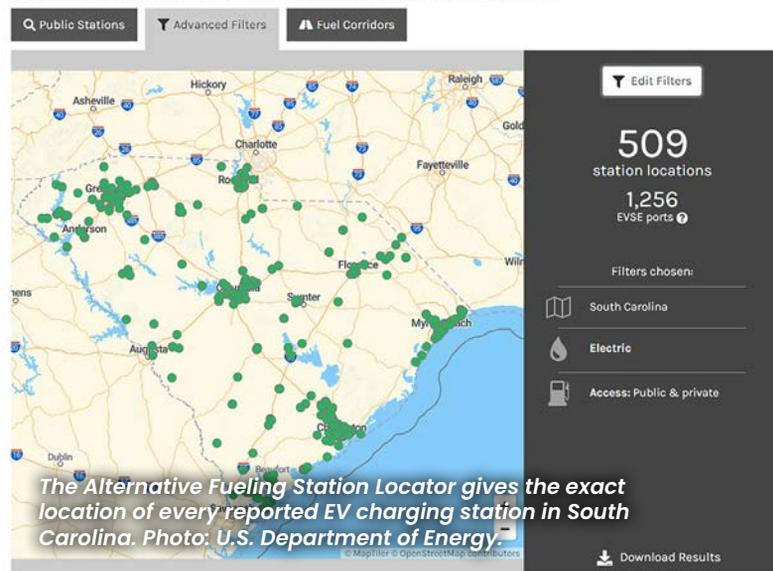 Public Stations
Advanced Filters
Fuel Corridors
Hickory
Raleigh
Asheville
Gold
Charlotte
Fayetteville
Gre
Anderson
Florence
Wiln
Sumter
Augusta
Dublin
Beaufort
The Alternative Fueling Station Locator gives the exact
location of every reported EV charging station in South
Carolina. Photo: U.S. Department of Energy.
© MapTiler © OpenStreetMap contributors
Edit Filters
509
station locations
1,256
EVSE ports
Filters chosen:
South Carolina
Electric
Access: Public & private
Download Results